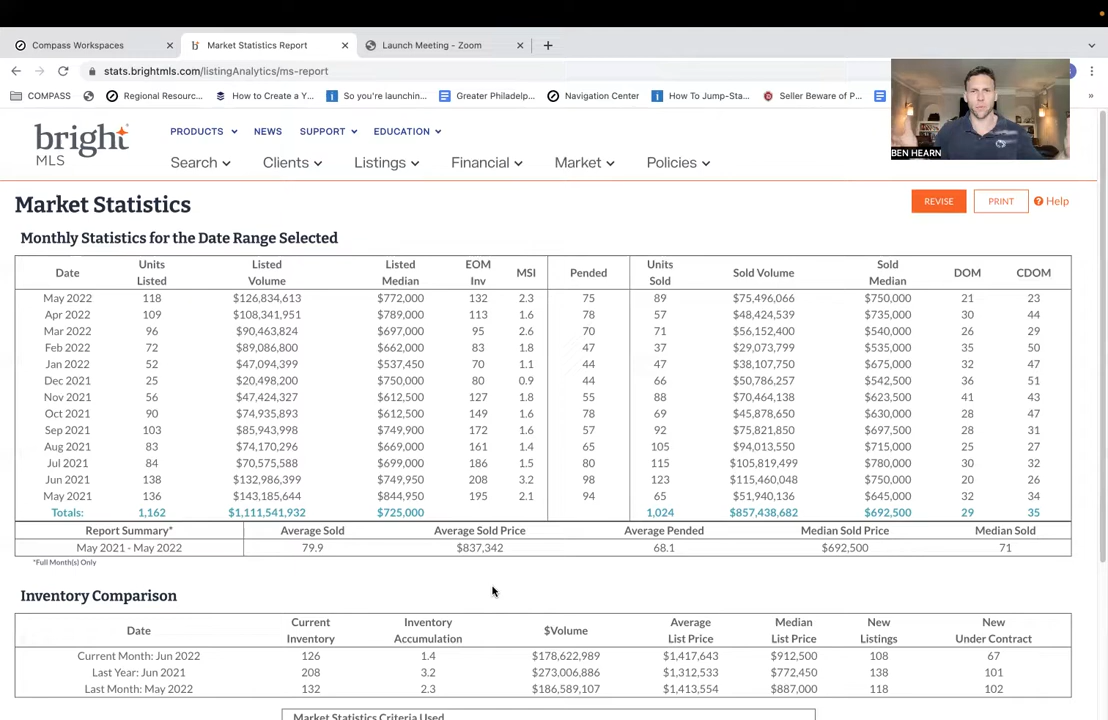 Compass Workspaces × Market Statistics Report × Launch Meeting - Zoom × +
stats.brightmls.com/listingAnalytics/ms-report
COMPASS Regional Resourc... How to Create a Y... So you're launchin... Greater Philadelp... Navigation Center How To Jump-Sta... Seller Beware of P... »
BEN HEARN
bright MLS
PRODUCTS NEWS SUPPORT EDUCATION
Search Clients Listings Financial Market Policies
Market Statistics
REVISE PRINT ? Help
Monthly Statistics for the Date Range Selected
Date Units Listed Listed Volume Listed Median EOM Inv MSI Pended Units Sold Sold Volume Sold Median DOM CDOM
May 2022 118 $126,834,613 $772,000 132 2.3 75 89 $75,496,066 $750,000 21 23
Apr 2022 109 $108,341,951 $789,000 113 1.6 78 57 $48,424,539 $735,000 30 44
Mar 2022 96 $90,463,824 $697,000 95 2.6 70 71 $56,152,400 $540,000 26 29
Feb 2022 72 $89,086,800 $662,000 83 1.8 47 37 $29,073,799 $535,000 35 50
Jan 2022 52 $47,094,399 $537,450 70 1.1 44 47 $38,107,750 $675,000 32 47
Dec 2021 25 $20,498,200 $750,000 80 0.9 44 66 $50,786,257 $542,500 36 51
Nov 2021 56 $47,424,327 $612,500 127 1.8 55 88 $70,464,138 $623,500 41 43
Oct 2021 90 $74,935,893 $612,500 149 1.6 78 69 $45,878,650 $630,000 28 47
Sep 2021 103 $85,943,998 $749,900 172 1.6 57 92 $75,821,850 $697,500 28 31
Aug 2021 83 $74,170,296 $669,000 161 1.4 65 105 $94,013,550 $715,000 25 27
Jul 2021 84 $70,575,588 $699,000 186 1.5 80 115 $105,819,499 $780,000 30 32
Jun 2021 138 $132,986,399 $749,950 208 3.2 98 123 $115,460,048 $750,000 20 26
May 2021 136 $143,185,644 $844,950 195 2.1 94 65 $51,940,136 $645,000 32 34
Totals: 1,162 $1,111,541,932 $725,000 1,024 $857,438,682 $692,500 29 35
Report Summary* Average Sold Average Sold Price Average Pended Median Sold Price Median Sold
May 2021 - May 2022 79.9 $837,342 68.1 $692,500 71
*Full Month(s) Only
Inventory Comparison
Date Current Inventory Inventory Accumulation $Volume Average List Price Median List Price New Listings New Under Contract
Current Month: Jun 2022 126 1.4 $178,622,989 $1,417,643 $912,500 108 67
Last Year: Jun 2021 208 3.2 $273,006,886 $1,312,533 $772,450 138 101
Last Month: May 2022 132 2.3 $186,589,107 $1,413,554 $887,000 118 102
Market Statistics Criteria Used